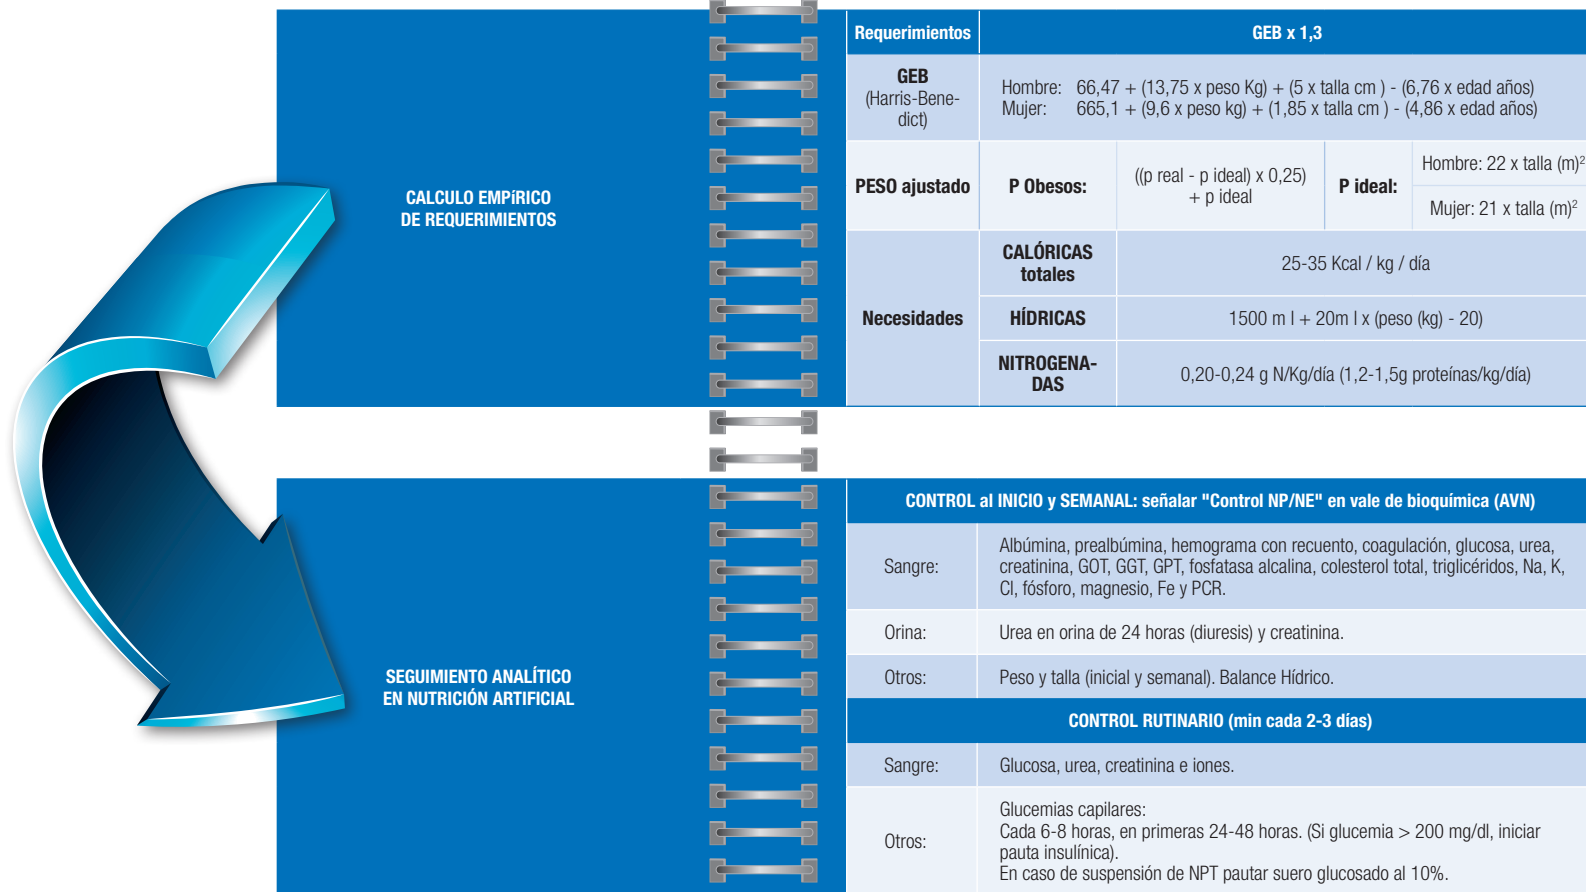 CALCULO EMPíRICO
DE REQUERIMIENTOS
Requerimientos
GEB x 1,3
GEB
(Harris-Bene-
dict)
Hombre: 66,47 + (13,75 x peso Kg) + (5 x talla cm ) - (6,76 x edad años)
Mujer: 665,1 + (9,6 x peso kg) + (1,85 x talla cm ) - (4,86 x edad años)
PESO ajustado
P Obesos:
((p real - p ideal) x 0,25)
+ p ideal
P ideal:
Hombre: 22 x talla (m)²
Mujer: 21 x talla (m)²
Necesidades
CALÓRICAS
totales
25-35 Kcal / kg / día
HÍDRICAS
1500 m l + 20m l x (peso (kg) - 20)
NITROGENA-
DAS
0,20-0,24 g N/Kg/día (1,2-1,5g proteínas/kg/día)
SEGUIMIENTO ANALÍTICO
EN NUTRICIÓN ARTIFICIAL
CONTROL al INICIO y SEMANAL: señalar "Control NP/NE" en vale de bioquímica (AVN)
Sangre:
Albúmina, prealbúmina, hemograma con recuento, coagulación, glucosa, urea,
creatinina, GOT, GGT, GPT, fosfatasa alcalina, colesterol total, triglicéridos, Na, K,
Cl, fósforo, magnesio, Fe y PCR.
Orina:
Urea en orina de 24 horas (diuresis) y creatinina.
Otros:
Peso y talla (inicial y semanal). Balance Hídrico.
CONTROL RUTINARIO (min cada 2-3 días)
Sangre:
Glucosa, urea, creatinina e iones.
Otros:
Glucemias capilares:
Cada 6-8 horas, en primeras 24-48 horas. (Si glucemia > 200 mg/dl, iniciar
pauta insulínica).
En caso de suspensión de NPT pautar suero glucosado al 10%.